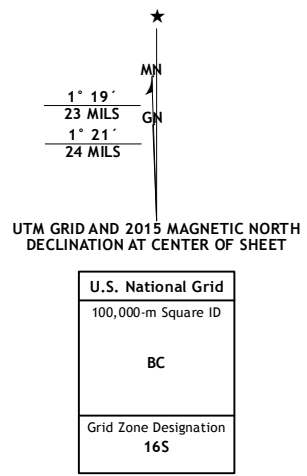 ★
MN
1° 19´
23 MILS
GN
1° 21´
24 MILS
UTM GRID AND 2015 MAGNETIC NORTH
DECLINATION AT CENTER OF SHEET
U.S. National Grid
100,000-m Square ID
BC
Grid Zone Designation
16S